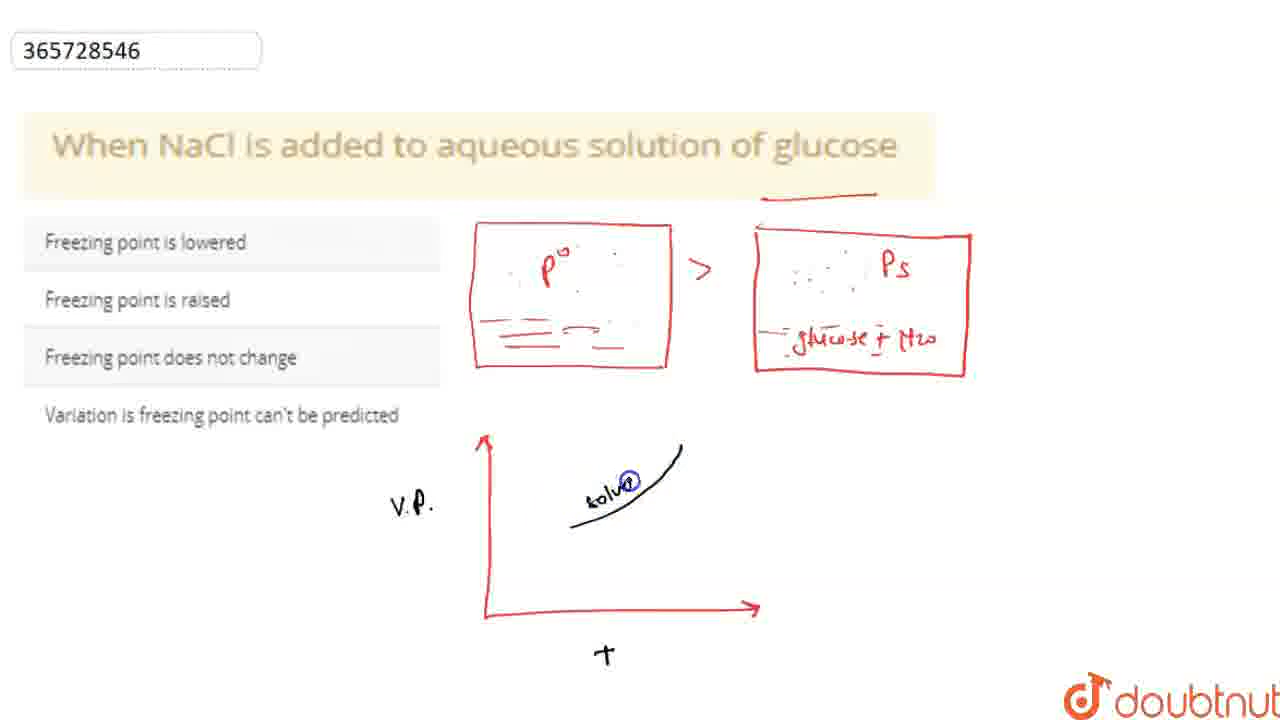 365728546
When NaCl is added to aqueous solution of glucose
Freezing point is lowered
Freezing point is raised
Freezing point does not change
Variation is freezing point can't be predicted
P°
>
Ps
glucose + H2O
V.P.
solve
T
doubtnut